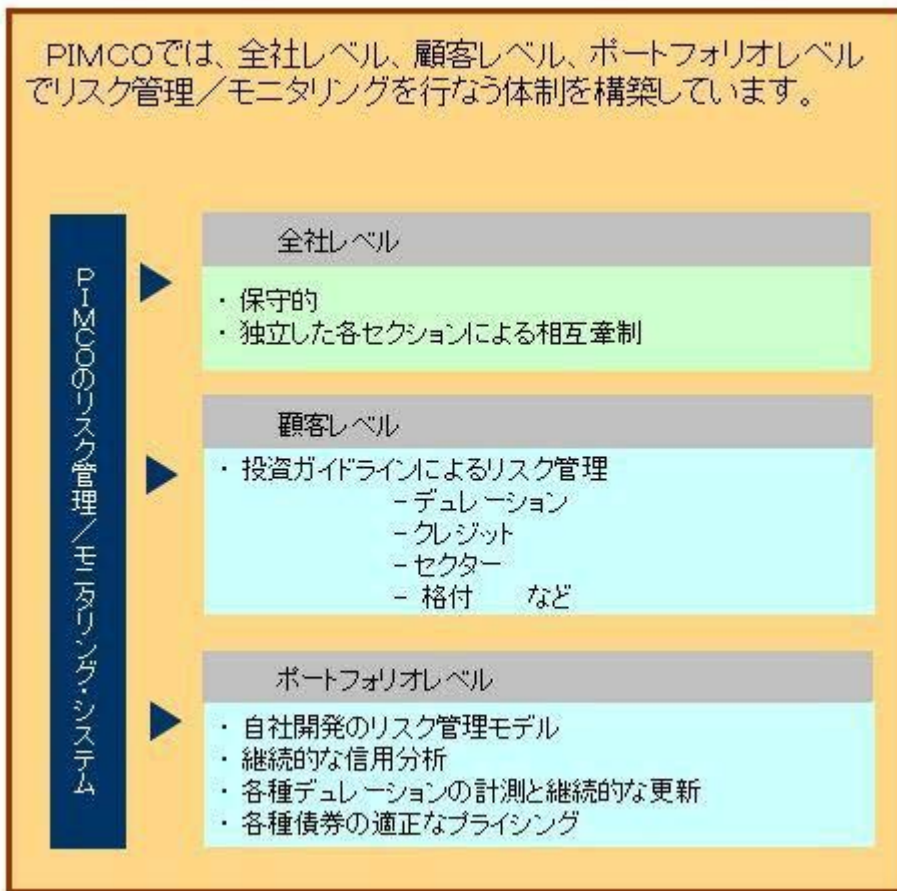 PIMCOでは、全社レベル、顧客レベル、ポートフォリオレベル
でリスク管理／モニタリングを行なう体制を構築しています。
PIMCOのリスク管理／モニタリング・システム
全社レベル
・ 保守的
・ 独立した各セクションによる相互牽制
顧客レベル
・ 投資ガイドラインによるリスク管理
－デュレーション
－クレジット
－セクター
－ 格付　　など
ポートフォリオレベル
・ 自社開発のリスク管理モデル
・ 継続的な信用分析
・ 各種デュレーションの計測と継続的な更新
・ 各種債券の適正なプライシング